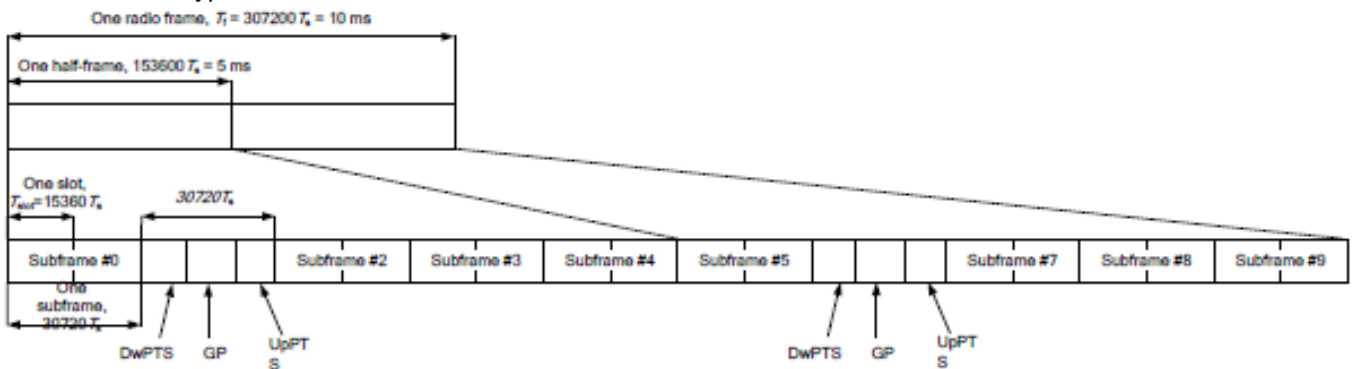 One radio frame, Tf = 307200 Ts = 10 ms
One half-frame, 153600 Ts = 5 ms
One slot,
Tslot=15360 Ts
30720Ts
Subframe #0
Subframe #2
Subframe #3
Subframe #4
Subframe #5
Subframe #7
Subframe #8
Subframe #9
One
subframe,
30720 Ts
DwPTS
GP
UpPT
S
DwPTS
GP
UpPT
S